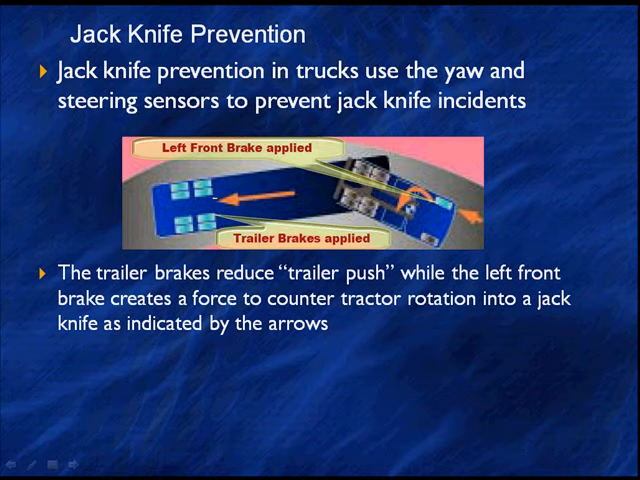 Jack Knife Prevention
Jack knife prevention in trucks use the yaw and
steering sensors to prevent jack knife incidents
Left Front Brake applied
Trailer Brakes applied
The trailer brakes reduce “trailer push” while the left front
brake creates a force to counter tractor rotation into a jack
knife as indicated by the arrows